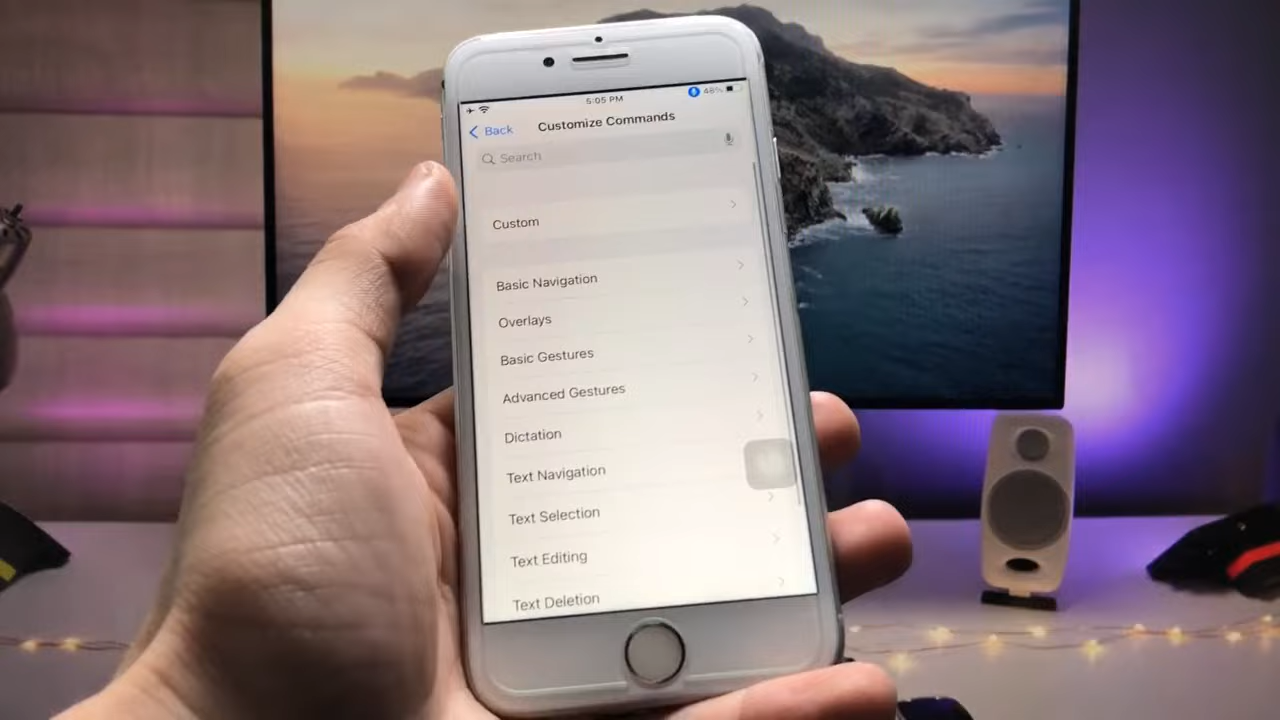 5:05 PM
48%
Back
Customize Commands
Search
Custom
Basic Navigation
Overlays
Basic Gestures
Advanced Gestures
Dictation
Text Navigation
Text Selection
Text Editing
Text Deletion